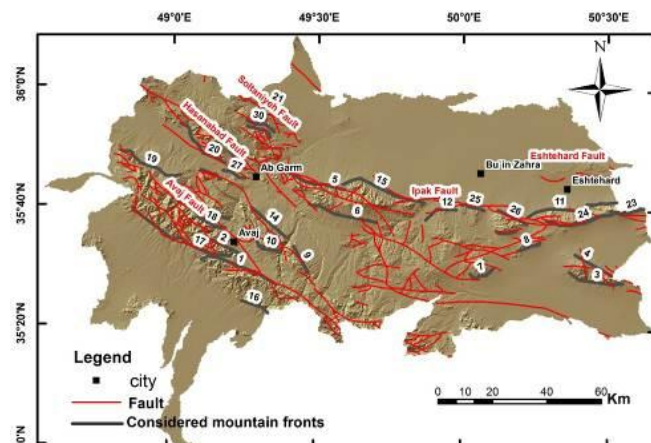 49°0' 49°30' 50°0' 50°30'
N
36°0'
35°40'
35°20'
0°N
Soltaniyeh Fault
21
30
Hasanabad Fault
20
27
Ab Garm
19
Avaj Fault
18
17
2
Avaj
1
10
14
9
16
5
15
6
Ipak Fault
12
25
26
Bu in Zahra
Eshtehard Fault
Eshtehard
11
24
23
8
7
4
3
Legend
city
Fault
Considered mountain fronts
0 10 20 40 60
Km